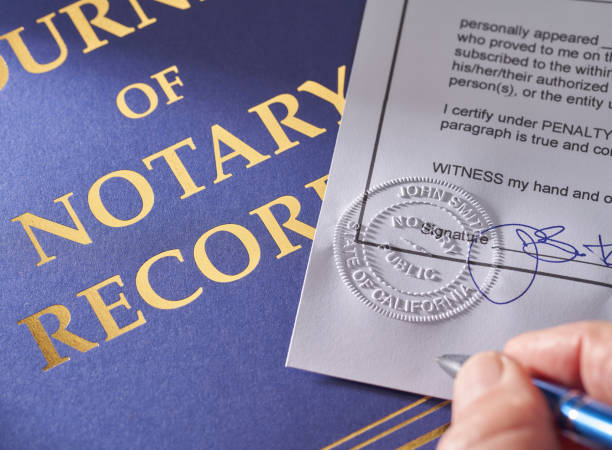 OURN
OF
NOTARY
RECOR
personally appeared
who proved to me on th
subscribed to the within
his/her/their authorized
person(s), or the entity u
I certify under PENALTY
paragraph is true and co
WITNESS my hand and o
Signature
JOHN SMI
NOTARY
PUBLIC
STATE OF CALIFORNIA